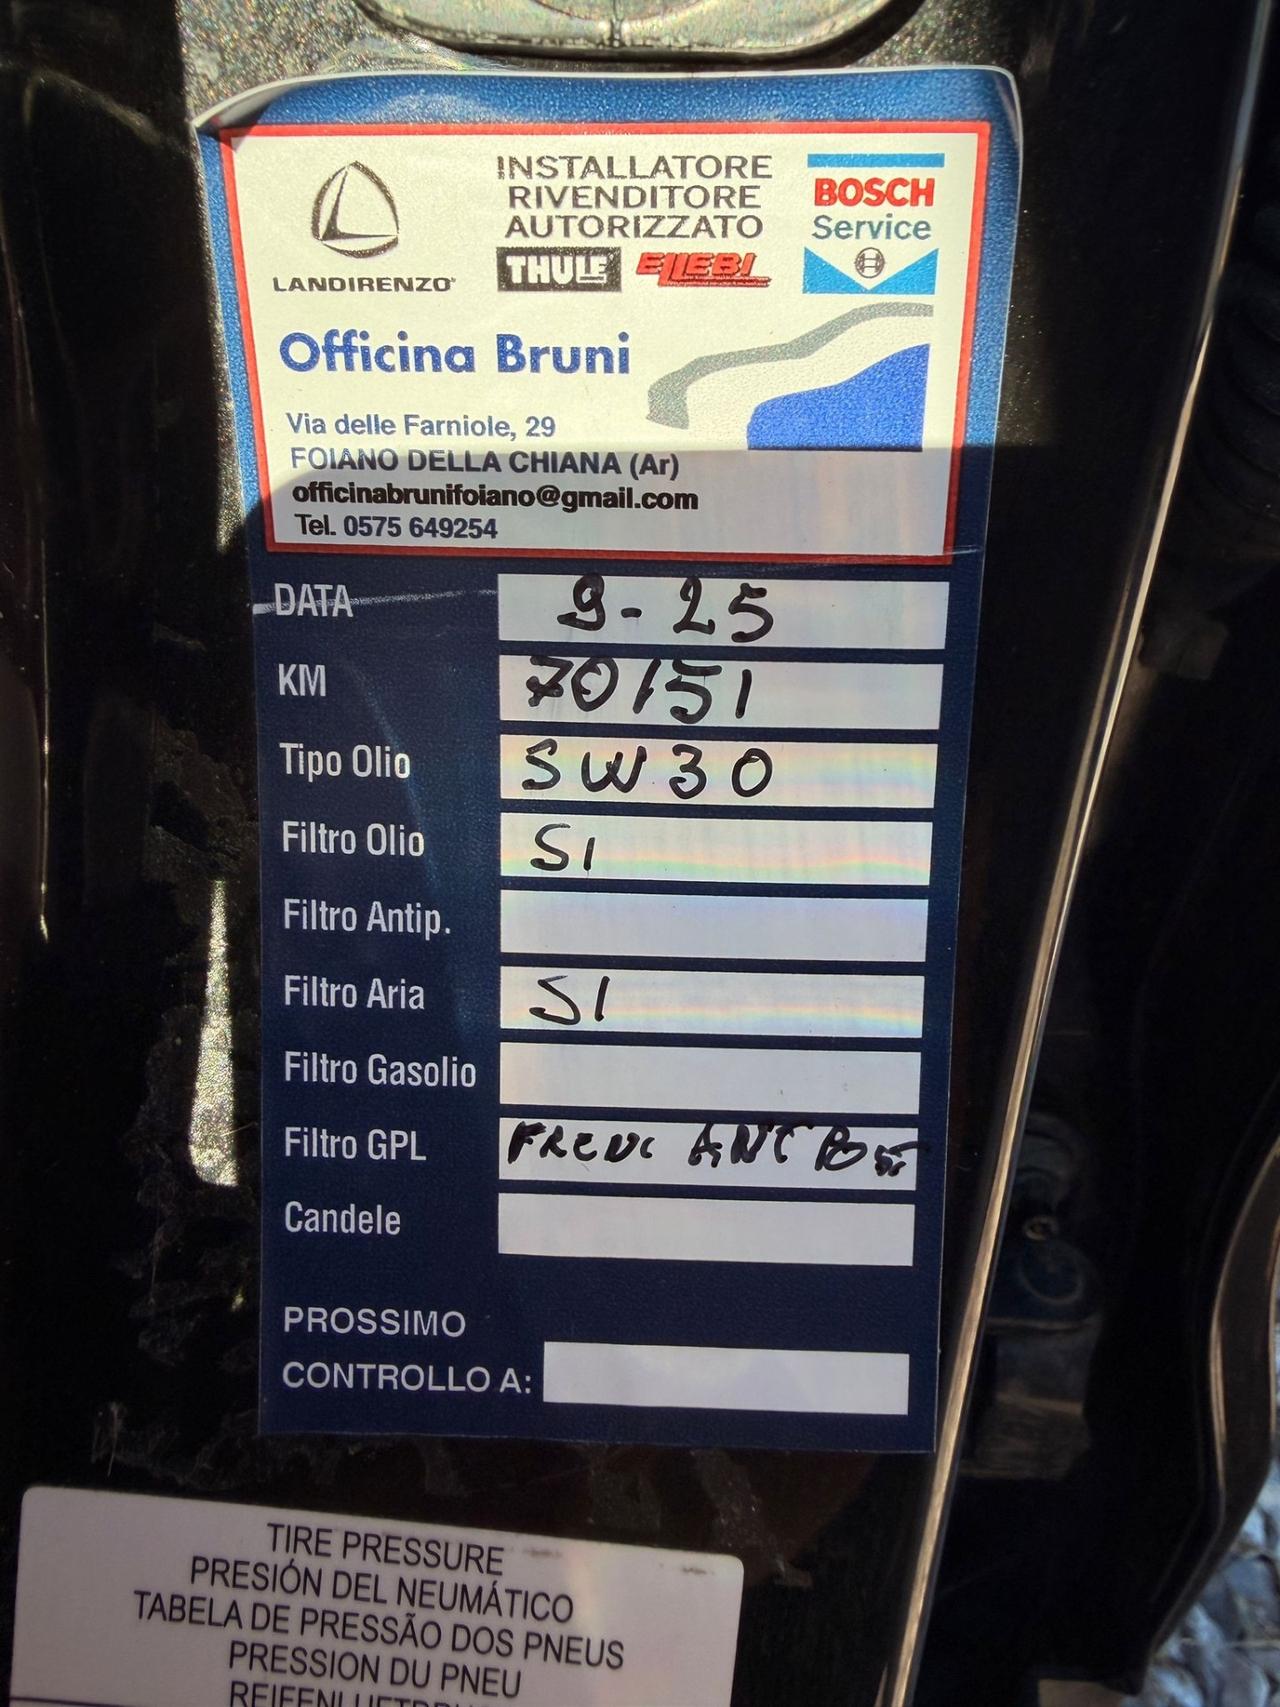 LANDIRENZO
INSTALLATORE
RIVENDITORE
AUTORIZZATO
THULE ELLEBI
BOSCH
Service
Officina Bruni
Via delle Farniole, 29
FOIANO DELLA CHIANA (Ar)
officinabrunifoiano@gmail.com
Tel. 0575 649254
DATA 9-25
KM 70151
Tipo Olio 5W30
Filtro Olio SI
Filtro Antip.
Filtro Aria SI
Filtro Gasolio
Filtro GPL FRENI ANT
Candele
PROSSIMO
CONTROLLO A:
TIRE PRESSURE
PRESIÓN DEL NEUMÁTICO
TABELA DE PRESSÃO DOS PNEUS
PRESSION DU PNEU